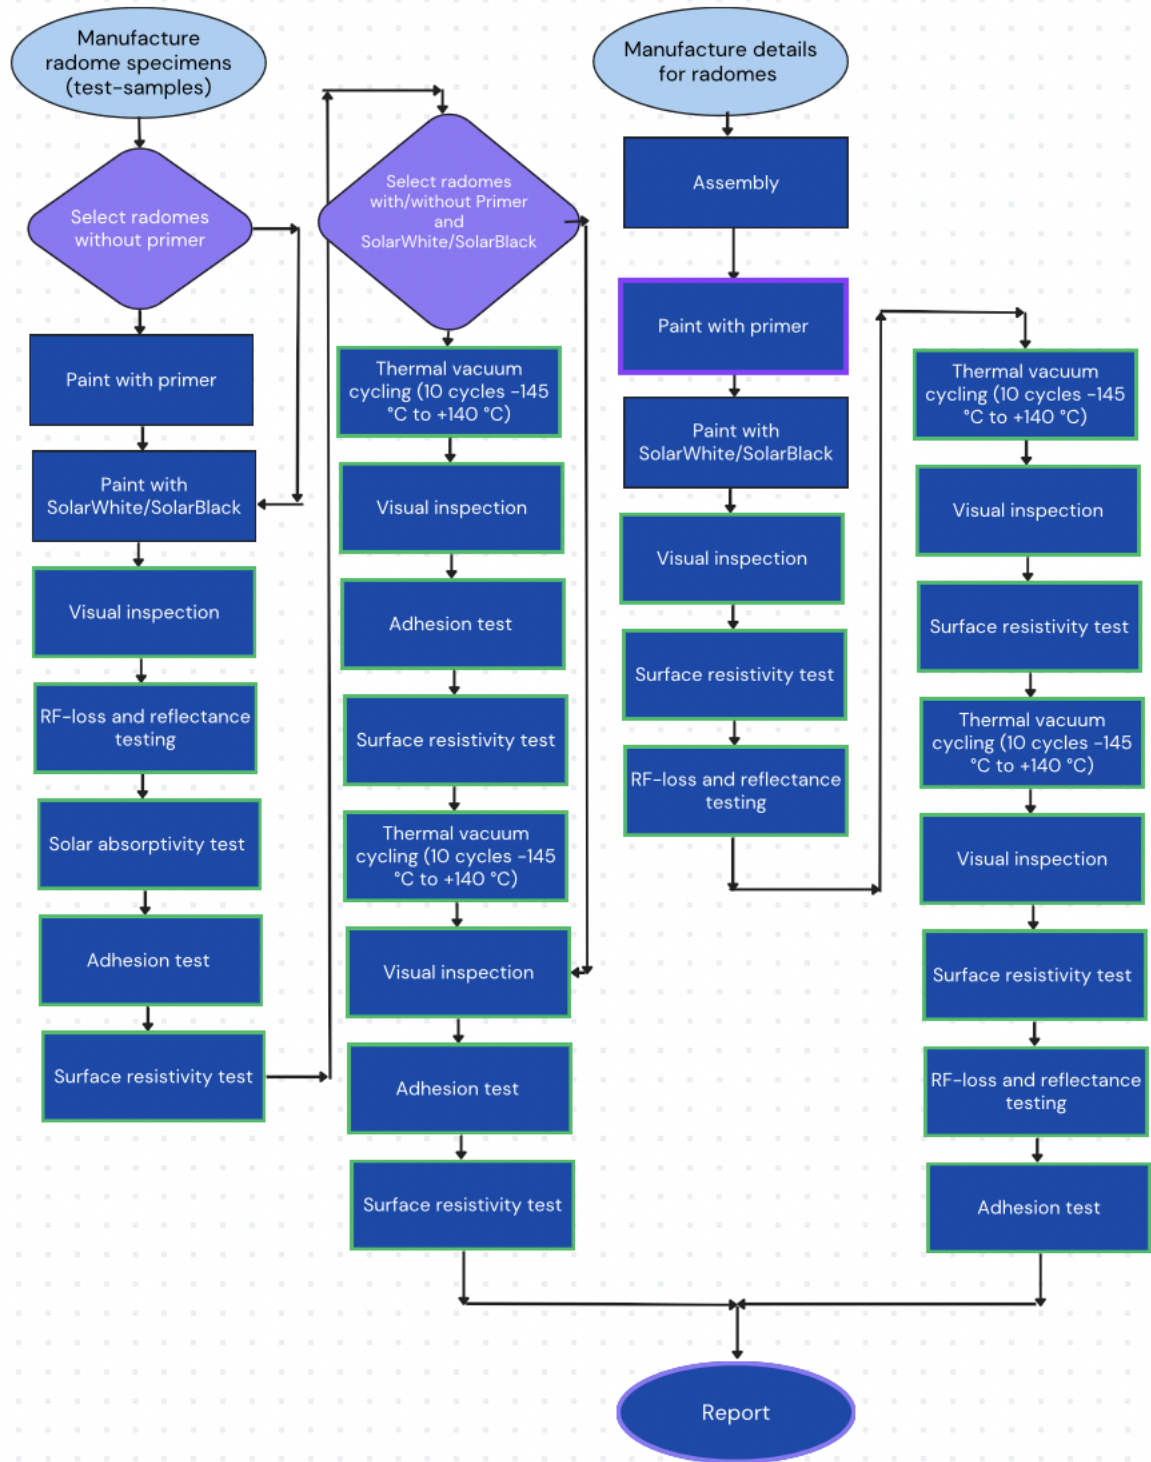 Manufacture
radome specimens
(test-samples)
Select radomes
without primer
Paint with primer
Paint with
SolarWhite/SolarBlack
Visual inspection
RF-loss and reflectance
testing
Solar absorptivity test
Adhesion test
Surface resistivity test
Select radomes
with/without Primer
and
SolarWhite/SolarBlack
Thermal vacuum
cycling (10 cycles -145
°C to +140 °C)
Visual inspection
Adhesion test
Surface resistivity test
Thermal vacuum
cycling (10 cycles -145
°C to +140 °C)
Visual inspection
Adhesion test
Surface resistivity test
Manufacture details
for radomes
Assembly
Paint with primer
Paint with
SolarWhite/SolarBlack
Visual inspection
Surface resistivity test
RF-loss and reflectance
testing
Thermal vacuum
cycling (10 cycles -145
°C to +140 °C)
Visual inspection
Surface resistivity test
Thermal vacuum
cycling (10 cycles -145
°C to +140 °C)
Visual inspection
Surface resistivity test
RF-loss and reflectance
testing
Adhesion test
Report